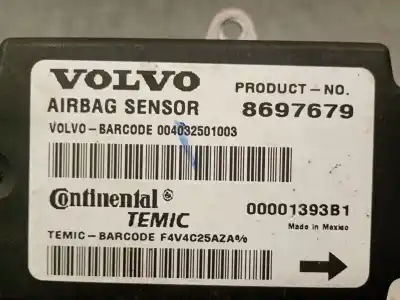 VOLVO
PRODUCT-NO.
AIRBAG SENSOR
8697679
VOLVO-BARCODE 004032501003
Continental
TEMIC
00001393B1
Made in Mexico
TEMIC-BARCODE F4V4C25AZA%